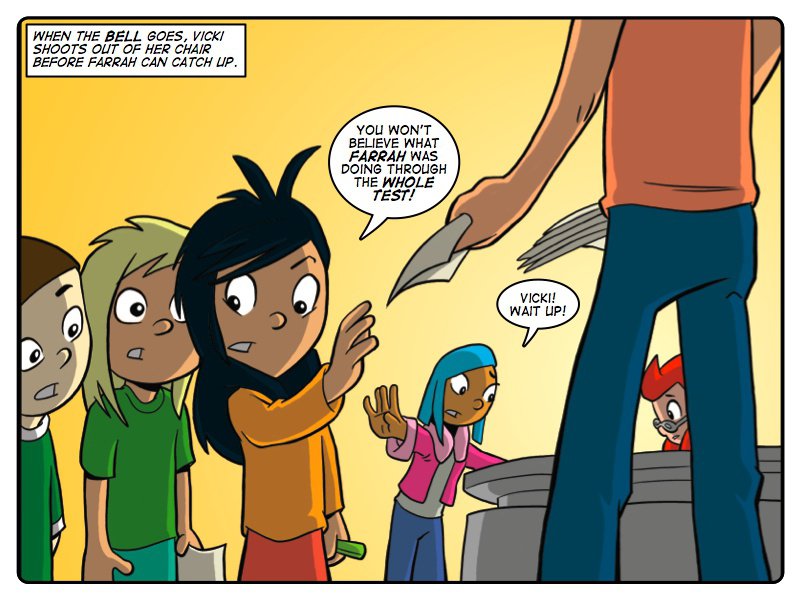 WHEN THE BELL GOES, VICKI
SHOOTS OUT OF HER CHAIR
BEFORE FARRAH CAN CATCH UP.
YOU WON'T
BELIEVE WHAT
FARRAH WAS
DOING THROUGH
THE WHOLE
TEST!
VICKI!
WAIT UP!